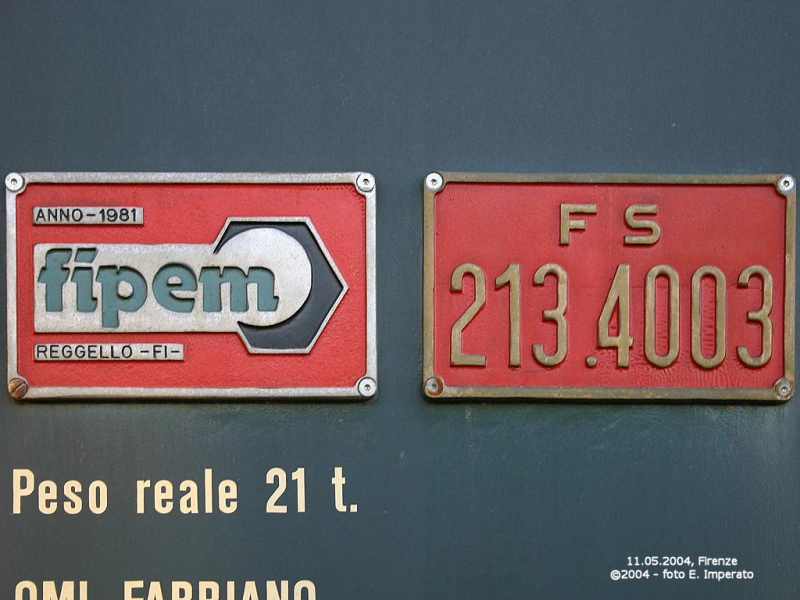 ANNO-1981
fipem
REGGELLO -FI-
FS
213.4003
Peso reale 21 t.
OML FABRIANO
11.05.2004, Firenze
©2004 - foto E. Imperato